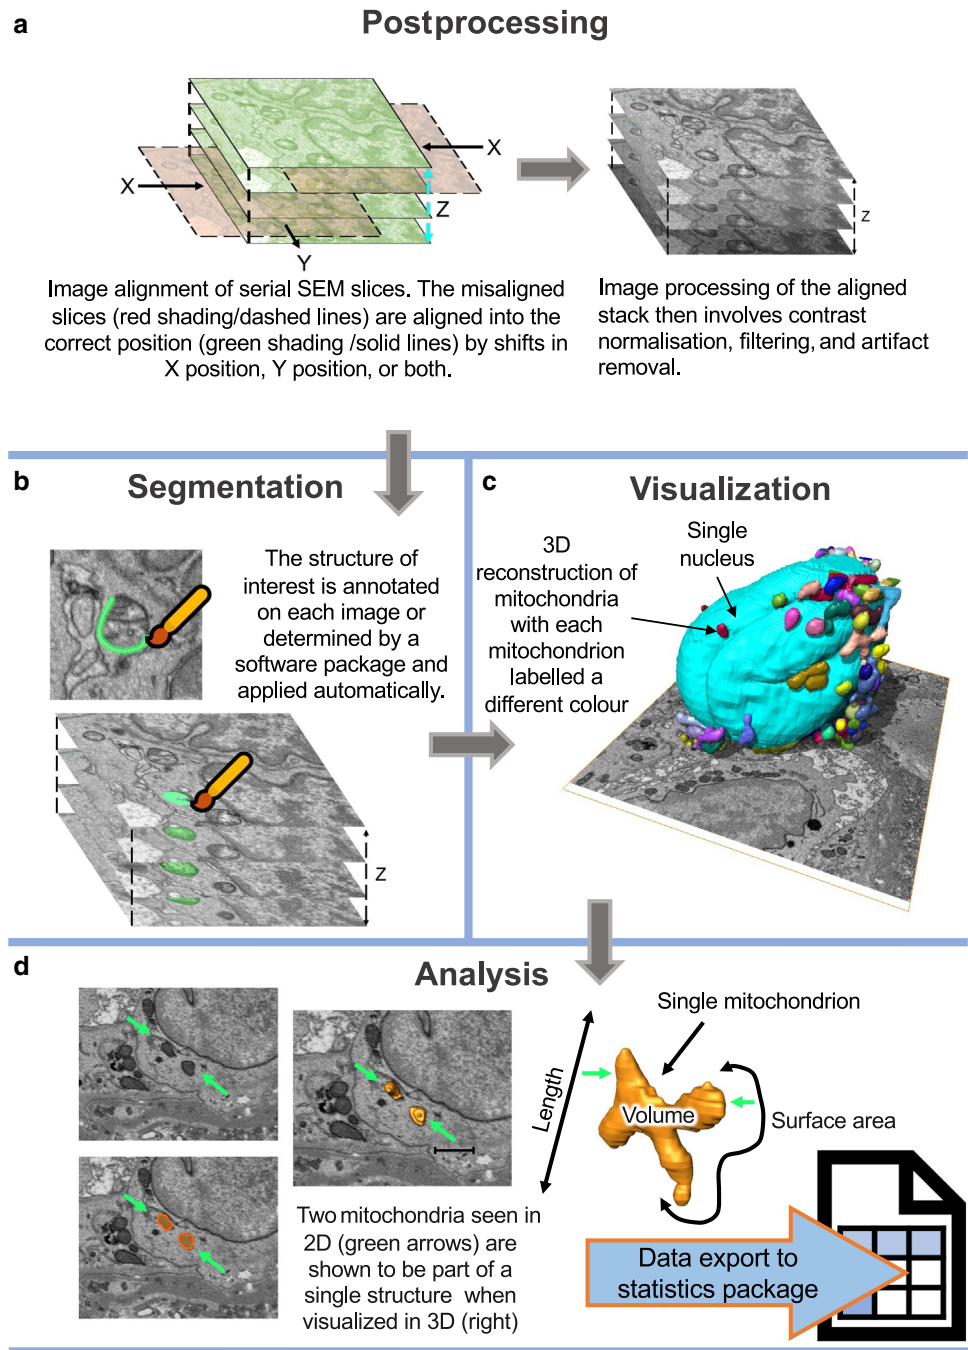 a
Postprocessing
X
X
Z
Y
Z
Image alignment of serial SEM slices. The misaligned
slices (red shading/dashed lines) are aligned into the
correct position (green shading /solid lines) by shifts in
X position, Y position, or both.
Image processing of the aligned
stack then involves contrast
normalisation, filtering, and artifact
removal.
b
Segmentation
The structure of
interest is annotated
on each image or
determined by a
software package and
applied automatically.
Z
c
Visualization
3D
reconstruction of
mitochondria
with each
mitochondrion
labelled a
different colour
Single
nucleus
d
Analysis
Two mitochondria seen in
2D (green arrows) are
shown to be part of a
single structure when
visualized in 3D (right)
Length
Single mitochondrion
Volume
Surface area
Data export to
statistics package